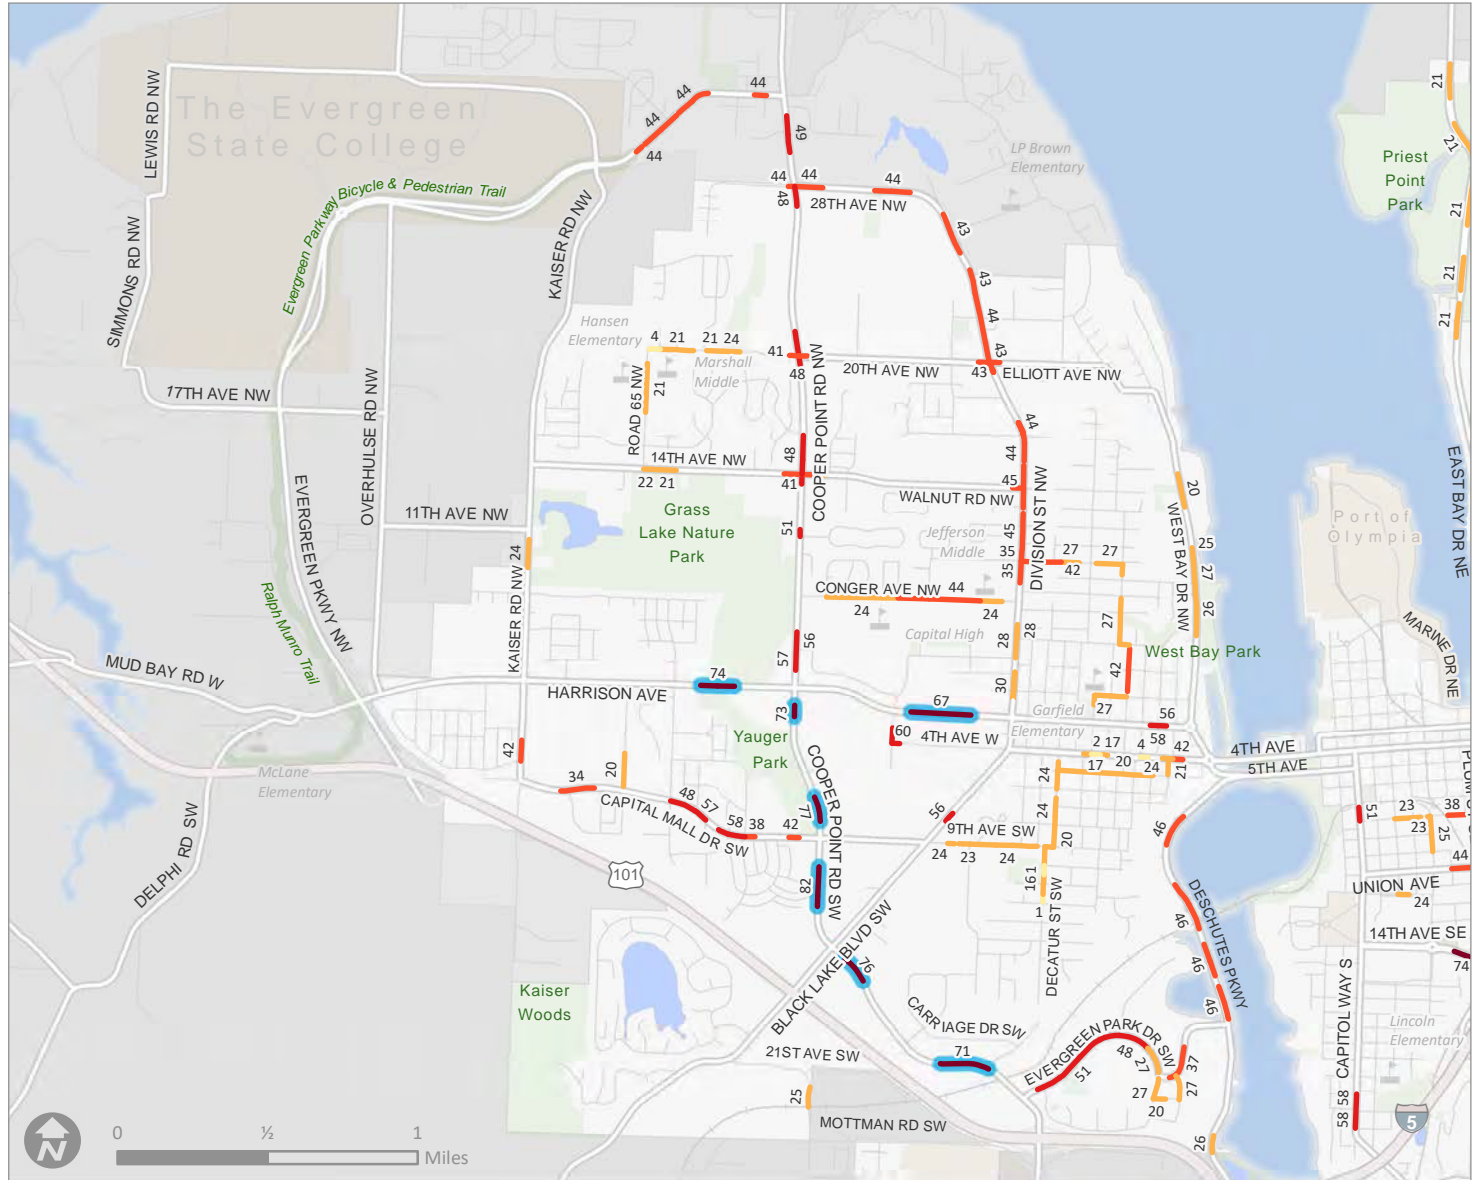 21
44
44
44
LEWIS RD NW
The Evergreen
State College
49
44
LP Brown
Elementary
21
Priest
Point
Park
Evergreen Parkway Bicycle & Pedestrian Trail
44
44
44
48
28TH AVE NW
21
SIMMONS RD NW
KAISER RD NW
43
43
21
44
21
Hansen
Elementary
4
21
21
24
Marshall
Middle
41
48
COOPER POINT RD NW
20TH AVE NW
43
43
ELLIOTT AVE NW
17TH AVE NW
OVERHULSE RD NW
ROAD 65 NW
21
44
44
14TH AVE NW
22
21
48
41
45
WALNUT RD NW
DIVISION ST NW
EAST BAY DR NE
20
11TH AVE NW
EVERGREEN PKWY NW
Grass
Lake Nature
Park
51
Jefferson
Middle
45
35
35
27
27
42
WEST BAY DR NW
25
27
26
Port of
Olympia
24
KAISER RD NW
CONGER AVE NW
44
24
24
Ralph Munro Trail
56
57
Capital High
28
28
27
West Bay Park
MARINE DR NE
MUD BAY RD W
HARRISON AVE
74
73
67
30
42
27
Garfield
Elementary
56
58
60
4TH AVE W
Yauger
Park
42
McLane
Elementary
2
17
4
42
17
20
24
21
4TH AVE
5TH AVE
PLUM
34
20
CAPITAL MALL DR SW
48
57
58
38
42
COOPER POINT RD SW
77
56
24
24
20
9TH AVE SW
24
23
24
46
51
23
23
25
38
44
101
82
161
1
DECATUR ST SW
UNION AVE
24
DELPHI RD SW
DESCHUTES PKWY
46
46
46
14TH AVE SE
74
BLACK LAKE BLVD SW
76
Kaiser
Woods
CARRIAGE DR SW
CAPITOL WAY S
Lincoln
Elementary
21ST AVE SW
71
EVERGREEN PARK DR SW
51
48
27
37
27
27
20
25
MOTTMAN RD SW
26
58
58
5
N
0
½
1
Miles